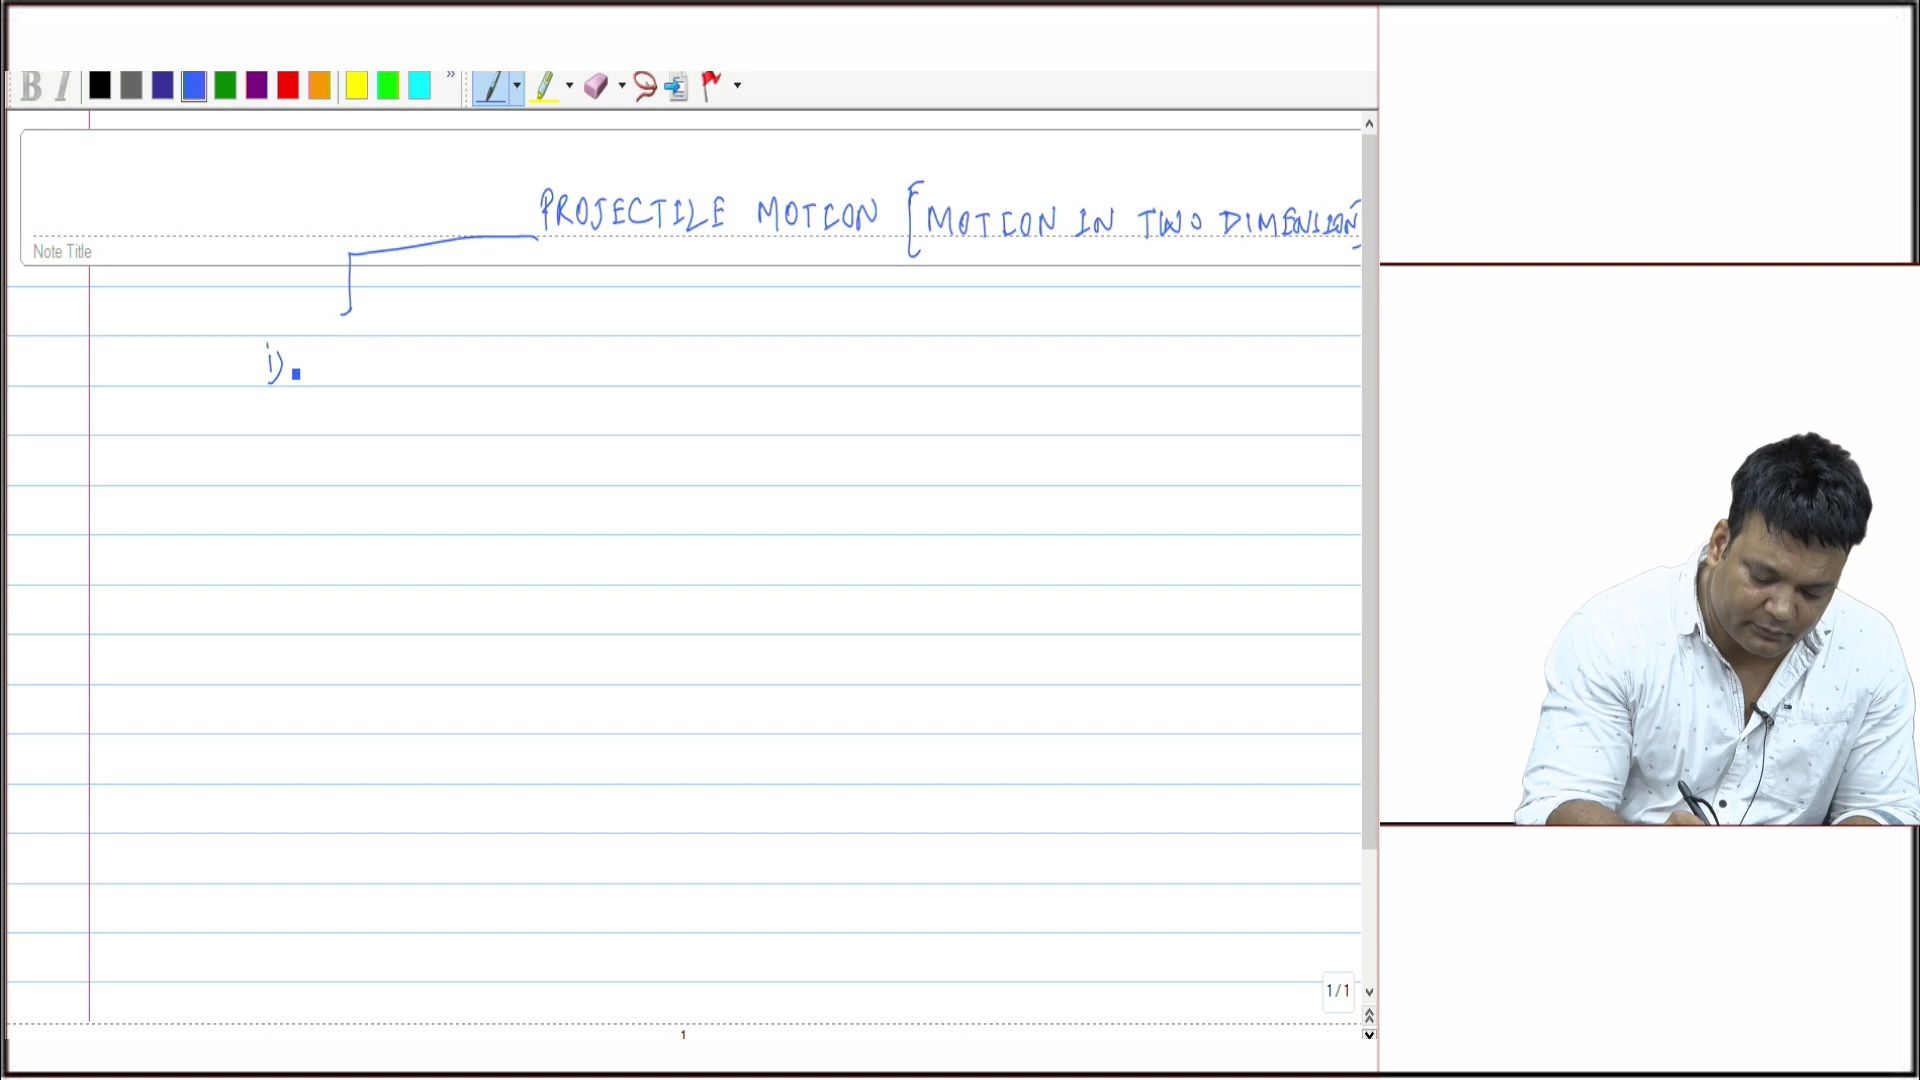 B I
»
PROJECTILE MOTION [MOTION IN TWO DIMENSION]
Note Title
i)
1/1
1